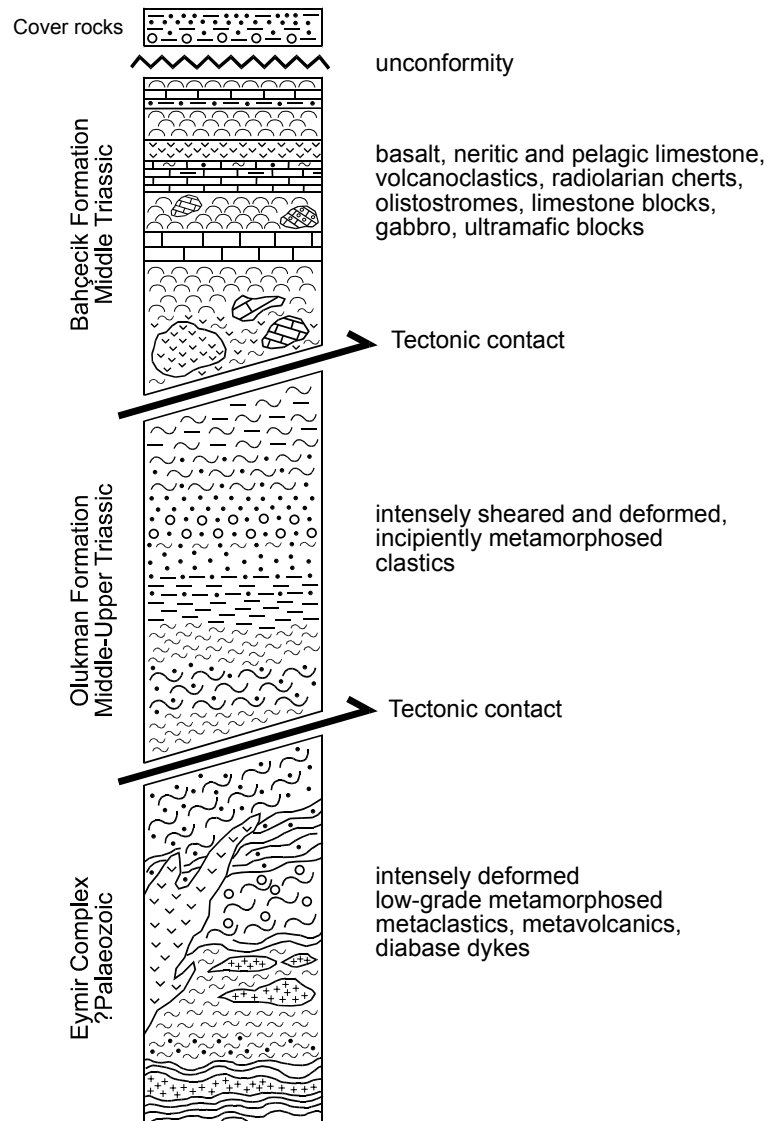 Cover rocks
unconformity
Bahçecik Formation
Middle Triassic
basalt, neritic and pelagic limestone,
volcanoclastics, radiolarian cherts,
olistostromes, limestone blocks,
gabbro, ultramafic blocks
Tectonic contact
Olukman Formation
Middle-Upper Triassic
intensely sheared and deformed,
incipiently metamorphosed
clastics
Tectonic contact
Eymir Complex
?Palaeozoic
intensely deformed
low-grade metamorphosed
metaclastics, metavolcanics,
diabase dykes